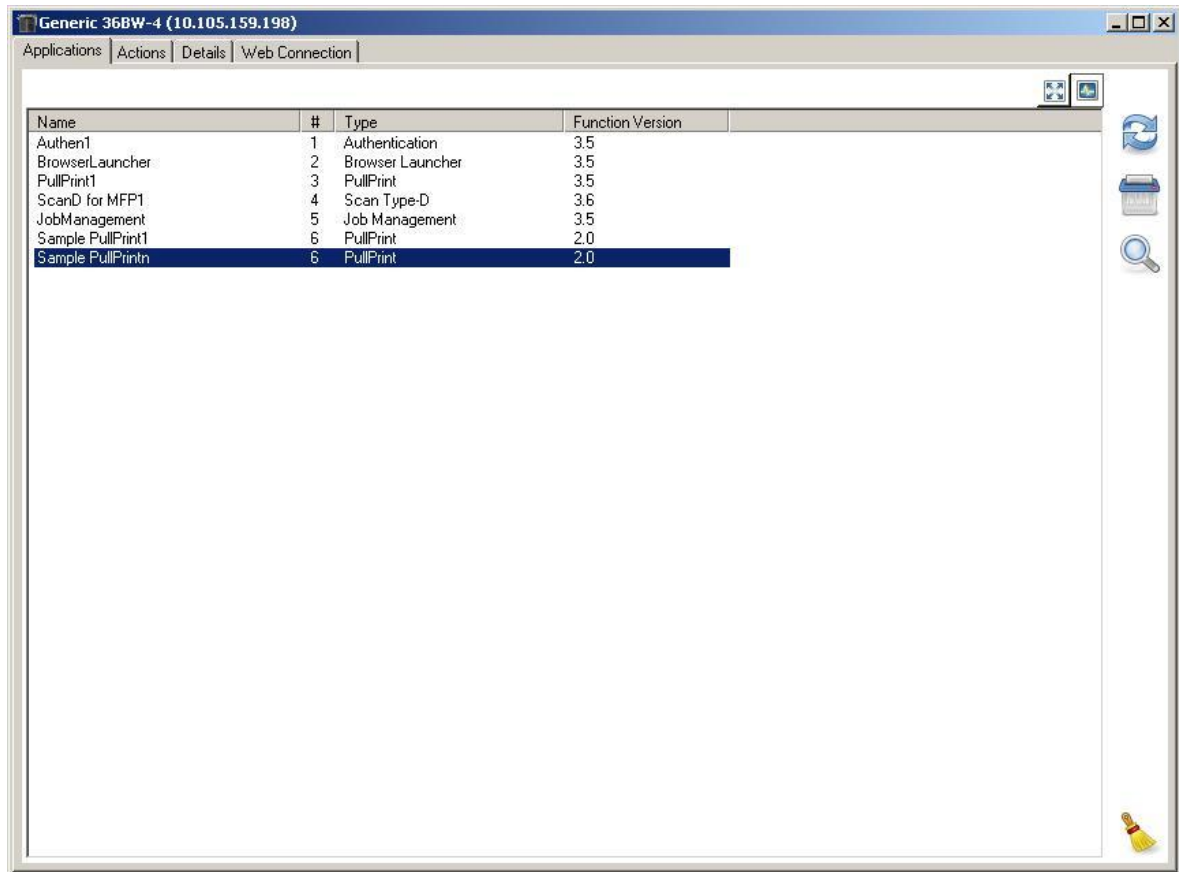 Generic 36BW-4 (10.105.159.198)
Applications Actions Details Web Connection
Name # Type Function Version
Authen1 1 Authentication 3.5
BrowserLauncher 2 Browser Launcher 3.5
PullPrint1 3 PullPrint 3.5
ScanD for MFP1 4 Scan Type-D 3.6
JobManagement 5 Job Management 3.5
Sample PullPrint1 6 PullPrint 2.0
Sample PullPrintn 6 PullPrint 2.0